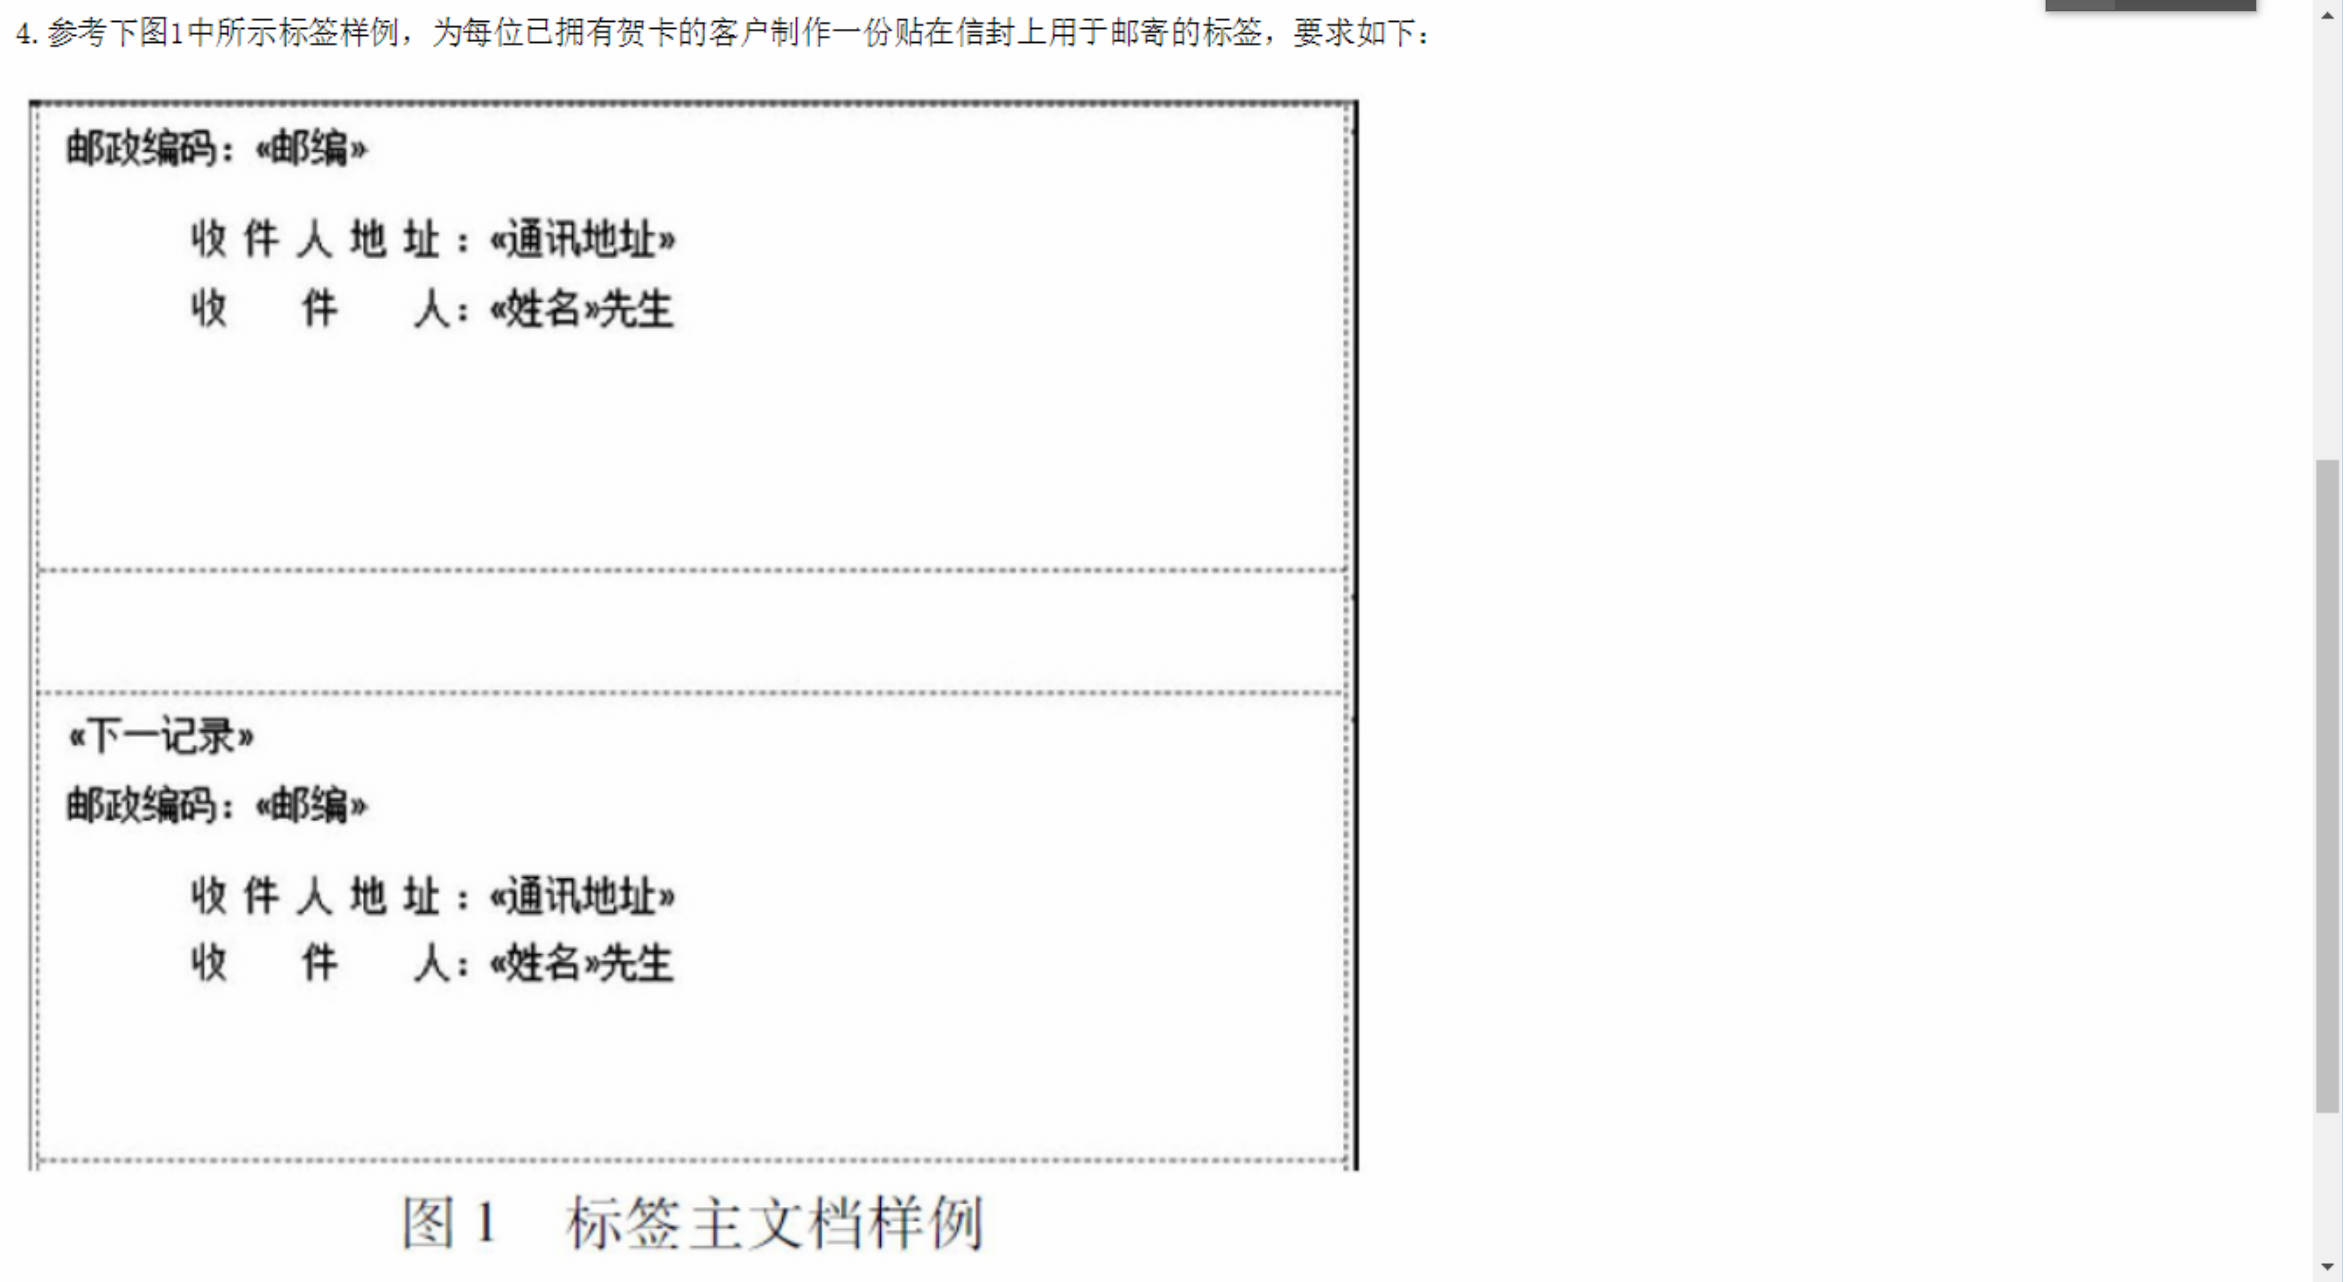 4. 参考下图1中所示标签样例，为每位已拥有贺卡的客户制作一份贴在信封上用于邮寄的标签，要求如下：
邮政编码：«邮编»
收件人地址：«通讯地址»
收件人：«姓名»先生
«下一记录»
邮政编码：«邮编»
收件人地址：«通讯地址»
收件人：«姓名»先生
图1 标签主文档样例